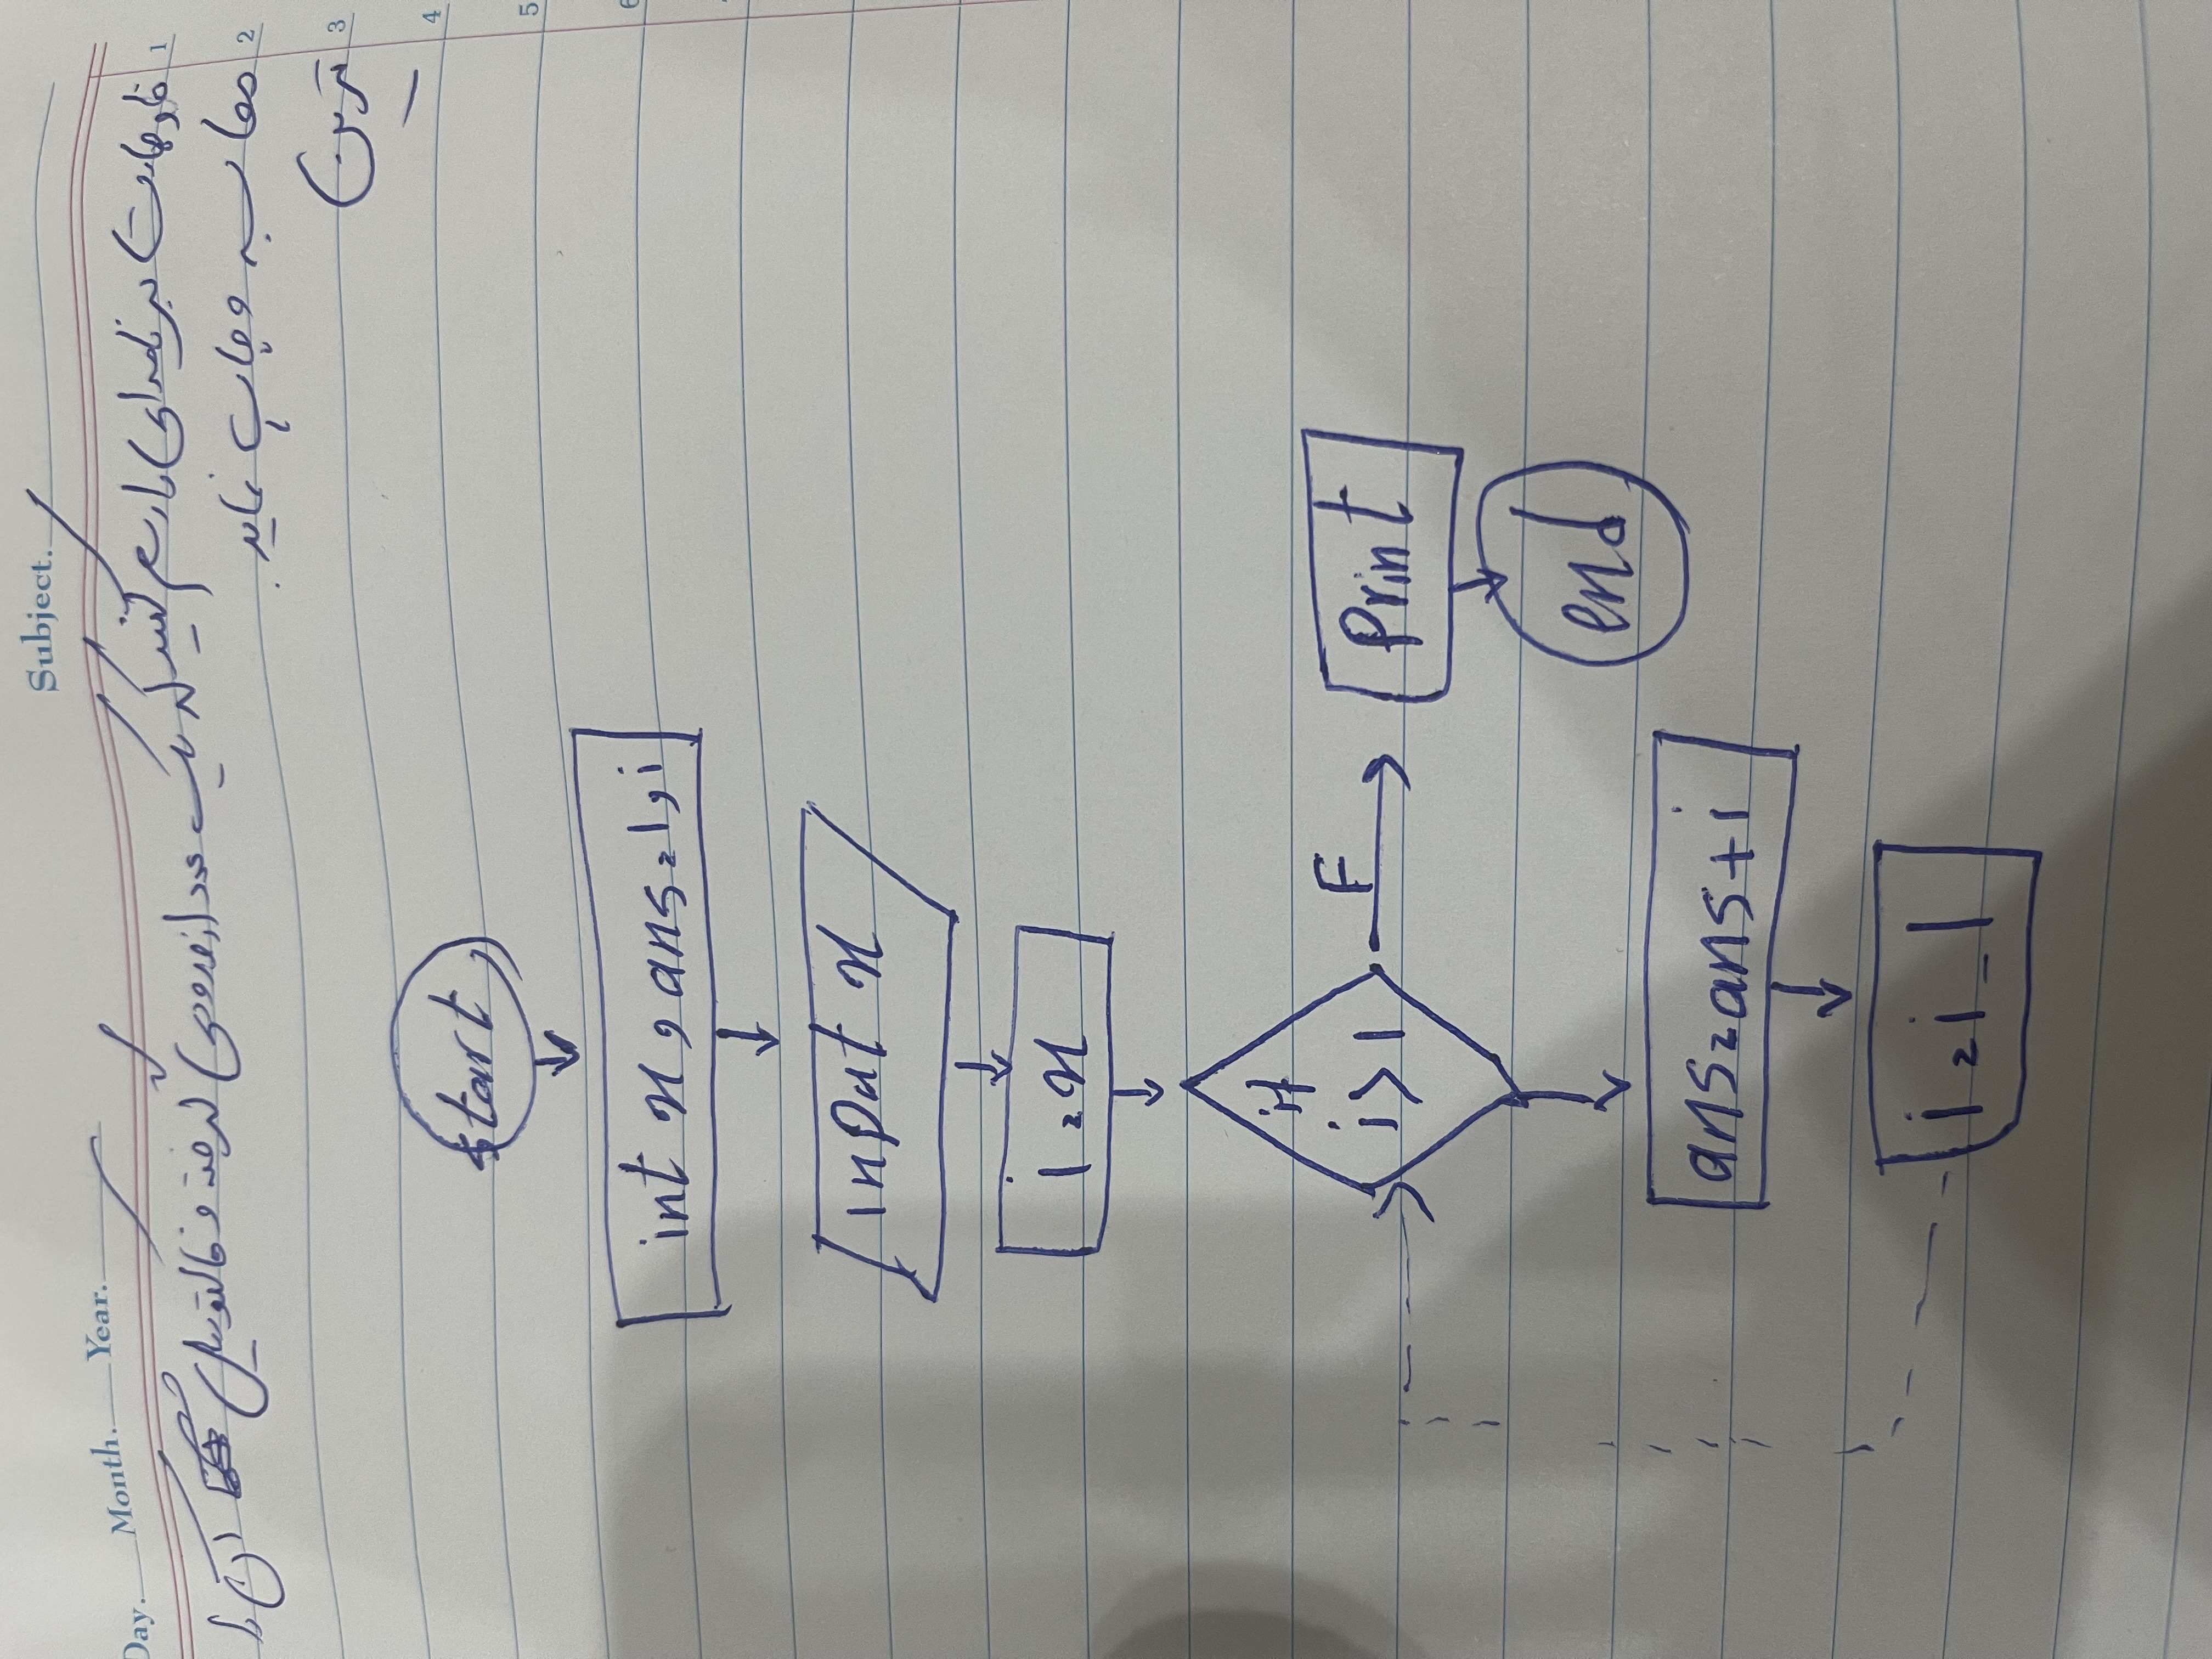 Subject.
Day. Month. Year.
1 فلوچارت برنامه‌ای را رسم کنید که یک عدد از ورودی گرفته و فاکتوریل آن را
2 محاسبه و چاپ نماید.
3 تمرین
4
5
6
start
int x, ans=1, i
input x
i=x
if
i>1
F
print
end
ans=ans+i
i=i-1